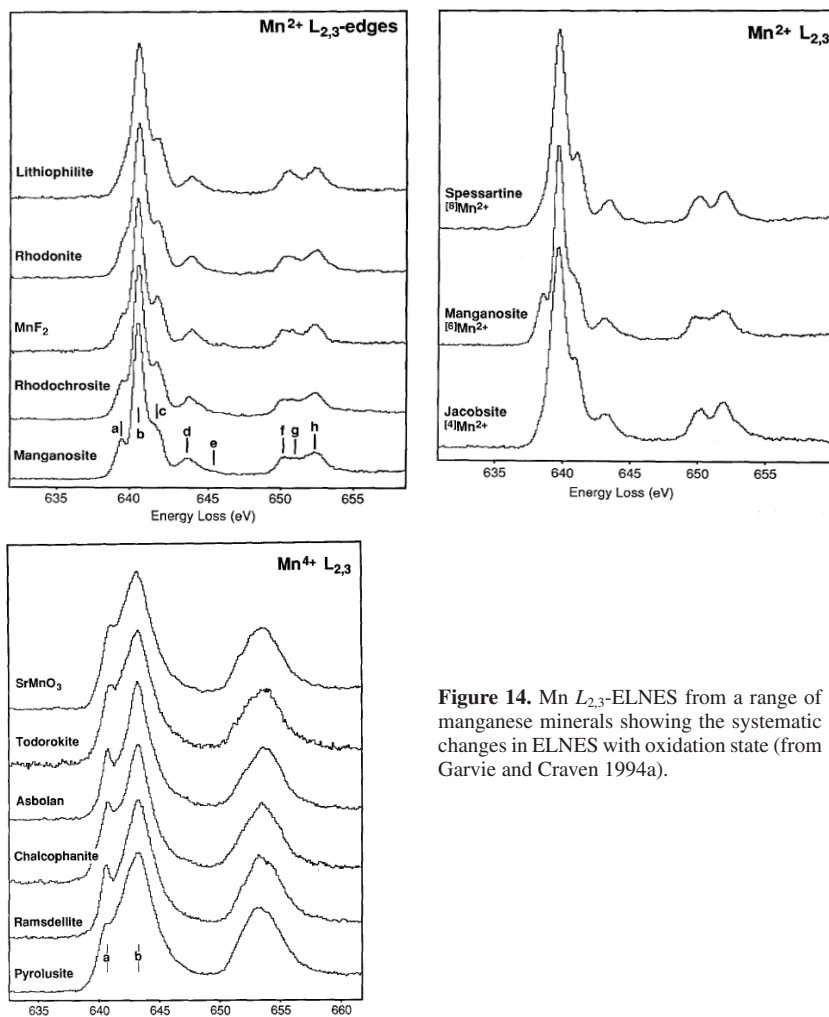 Mn2+ L2,3-edges
Lithiophilite
Rhodonite
MnF2
Rhodochrosite
a b c d e f g h
Manganosite
635 640 645 650 655
Energy Loss (eV)
Mn2+ L2,3
Spessartine
[8]Mn2+
Manganosite
[6]Mn2+
Jacobsite
[4]Mn2+
640 650 660
Energy Loss (eV)
Mn4+ L2,3
SrMnO3
Todorokite
Asbolan
Chalcophanite
Ramsdellite
a b
Pyrolusite
635 640 645 650 655 660
Figure 14. Mn L2,3-ELNES from a range of
manganese minerals showing the systematic
changes in ELNES with oxidation state (from
Garvie and Craven 1994a).